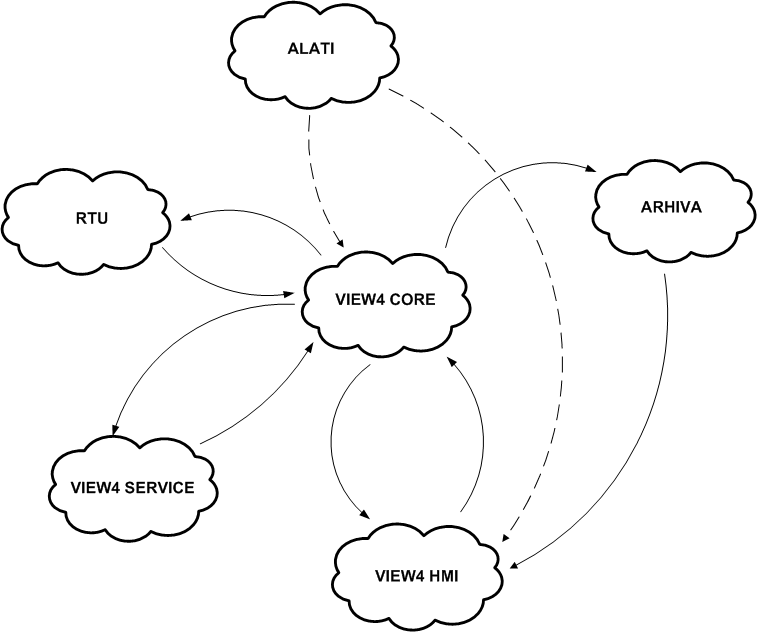 ALATI
ARHIVA
RTU
VIEW4 CORE
VIEW4 SERVICE
VIEW4 HMI